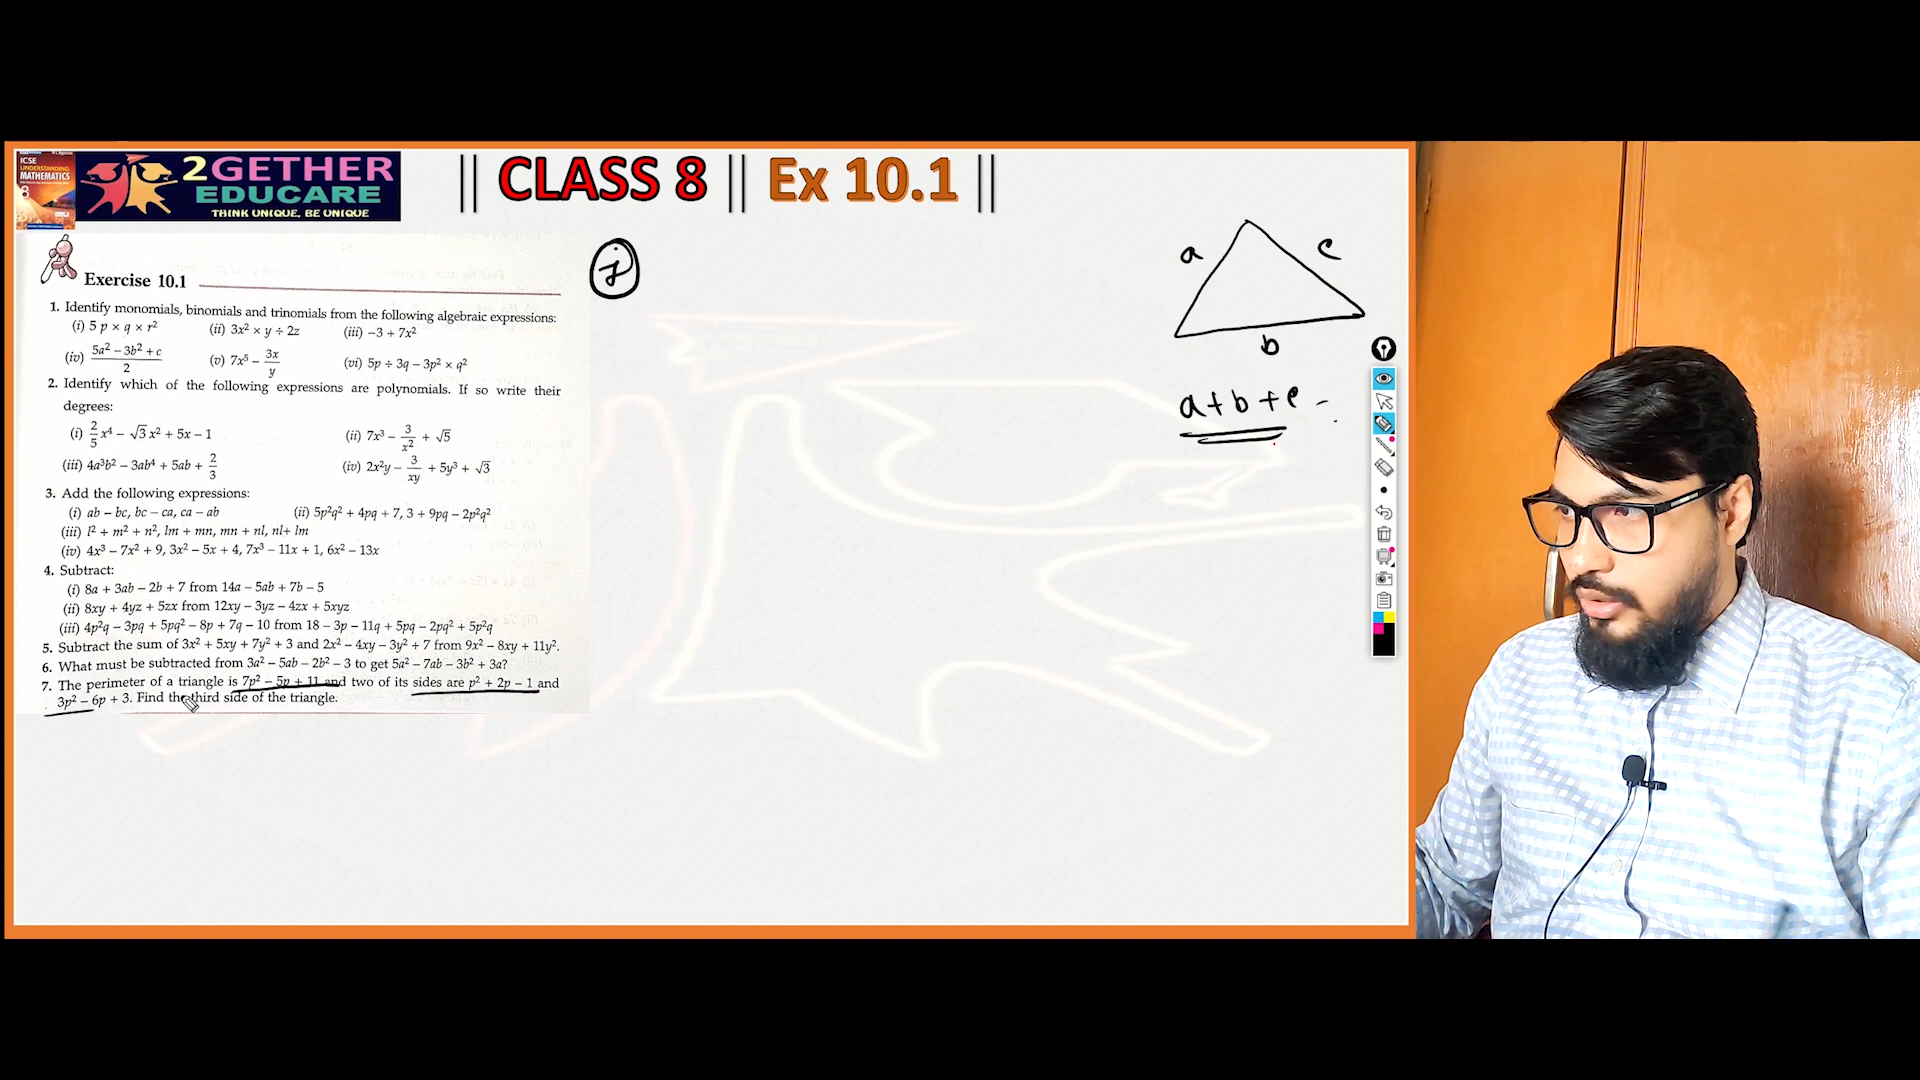 ICSE
UNDERSTANDING
MATHEMATICS
8
2GETHER
EDUCARE
THINK UNIQUE, BE UNIQUE
|| CLASS 8 || Ex 10.1 ||
Exercise 10.1
1. Identify monomials, binomials and trinomials from the following algebraic expressions:
(i) 5 p × q × r² (ii) 3x² × y ÷ 2z (iii) −3 + 7x²
(iv) (5a² − 3b² + c)/2 (v) 7x⁵ − 3x/y (vi) 5p ÷ 3q − 3p² × q²
2. Identify which of the following expressions are polynomials. If so write their
degrees:
(i) 2/5 x⁴ − √3 x² + 5x − 1 (ii) 7x³ − 3/x² + √5
(iii) 4a³b² − 3ab⁴ + 5ab + 2/3 (iv) 2x²y − 3/xy + 5y³ + √3
3. Add the following expressions:
(i) ab − bc, bc − ca, ca − ab (ii) 5p²q² + 4pq + 7, 3 + 9pq − 2p²q²
(iii) l² + m² + n², lm + mn, mn + nl, nl+ lm
(iv) 4x³ − 7x² + 9, 3x² − 5x + 4, 7x³ − 11x + 1, 6x² − 13x
4. Subtract:
(i) 8a + 3ab − 2b + 7 from 14a − 5ab + 7b − 5
(ii) 8xy + 4yz + 5zx from 12xy − 3yz − 4zx + 5xyz
(iii) 4p²q − 3pq + 5pq² − 8p + 7q − 10 from 18 − 3p − 11q + 5pq − 2pq² + 5p²q
5. Subtract the sum of 3x² + 5xy + 7y² + 3 and 2x² − 4xy − 3y² + 7 from 9x² − 8xy + 11y².
6. What must be subtracted from 3a² − 5ab − 2b² − 3 to get 5a² − 7ab − 3b² + 3a?
7. The perimeter of a triangle is 7p² − 5p + 11 and two of its sides are p² + 2p − 1 and
3p² − 6p + 3. Find the third side of the triangle.
7
a c
b
a+b+c -